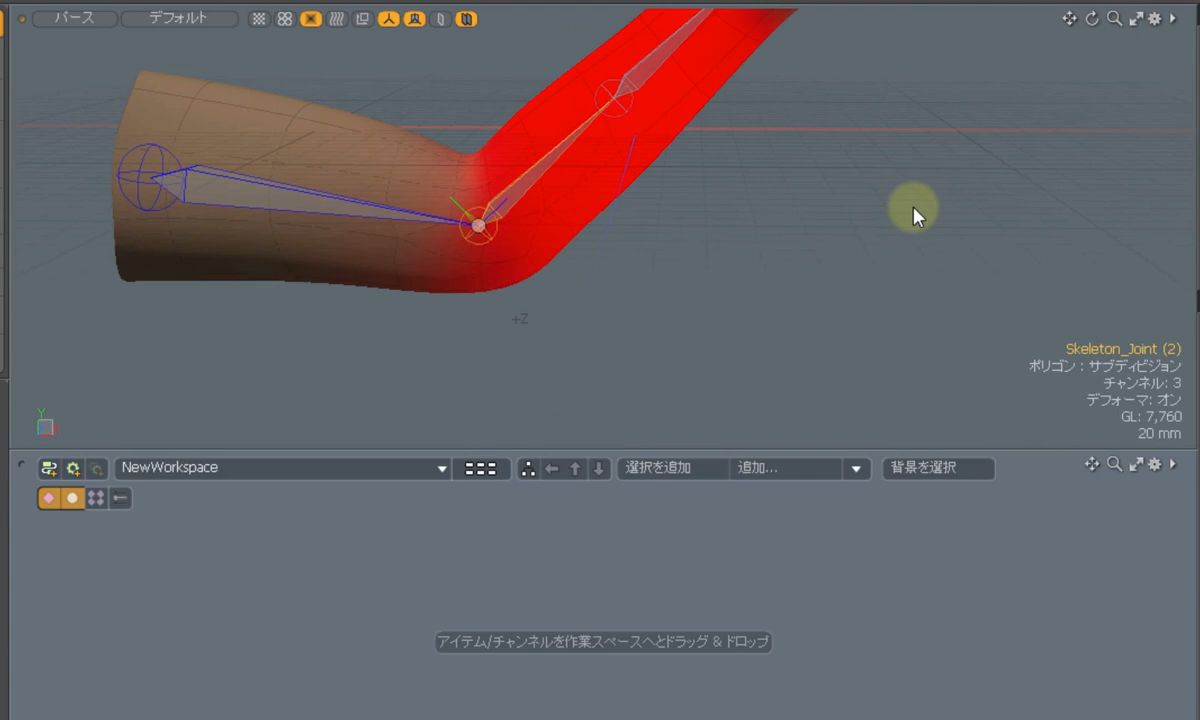 パース デフォルト
+Z
Skeleton_Joint (2)
ポリゴン : サブディビジョン
チャンネル: 3
デフォーマ: オン
GL: 7,760
20 mm
Y
NewWorkspace 選択を追加 追加... 背景を選択
アイテム/チャンネルを作業スペースへとドラッグ & ドロップ